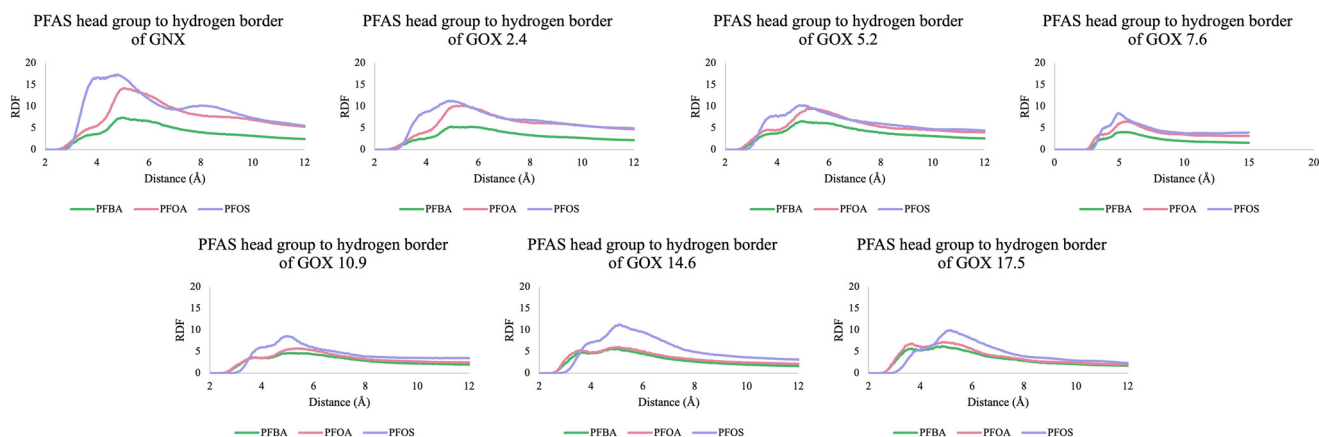 PFAS head group to hydrogen border
of GNX
20
15
10
5
0
RDF
2 4 6 8 10 12
Distance (Å)
PFBA PFOA PFOS
PFAS head group to hydrogen border
of GOX 2.4
20
15
10
5
0
RDF
2 4 6 8 10 12
Distance (Å)
PFBA PFOA PFOS
PFAS head group to hydrogen border
of GOX 5.2
20
15
10
5
0
RDF
2 4 6 8 10 12
Distance (Å)
PFBA PFOA PFOS
PFAS head group to hydrogen border
of GOX 7.6
20
15
10
5
0
RDF
0 5 10 15 20
Distance (Å)
PFBA PFOA PFOS
PFAS head group to hydrogen border
of GOX 10.9
20
15
10
5
0
RDF
2 4 6 8 10 12
Distance (Å)
PFBA PFOA PFOS
PFAS head group to hydrogen border
of GOX 14.6
20
15
10
5
0
RDF
2 4 6 8 10 12
Distance (Å)
PFBA PFOA PFOS
PFAS head group to hydrogen border
of GOX 17.5
20
15
10
5
0
RDF
2 4 6 8 10 12
Distance (Å)
PFBA PFOA PFOS